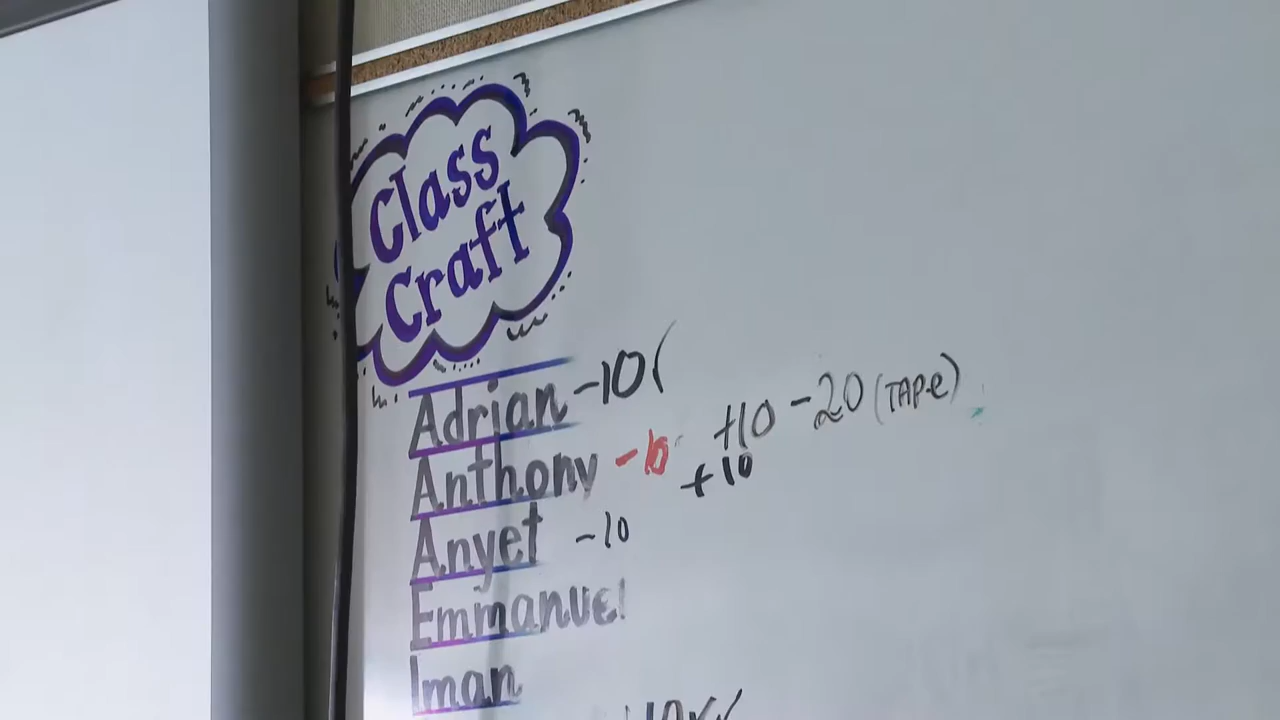 Class
Craft
Adrian -10( +10 -20 (TAPE)
Anthony -10 +10
Anyet -10
Emmanuel
Iman